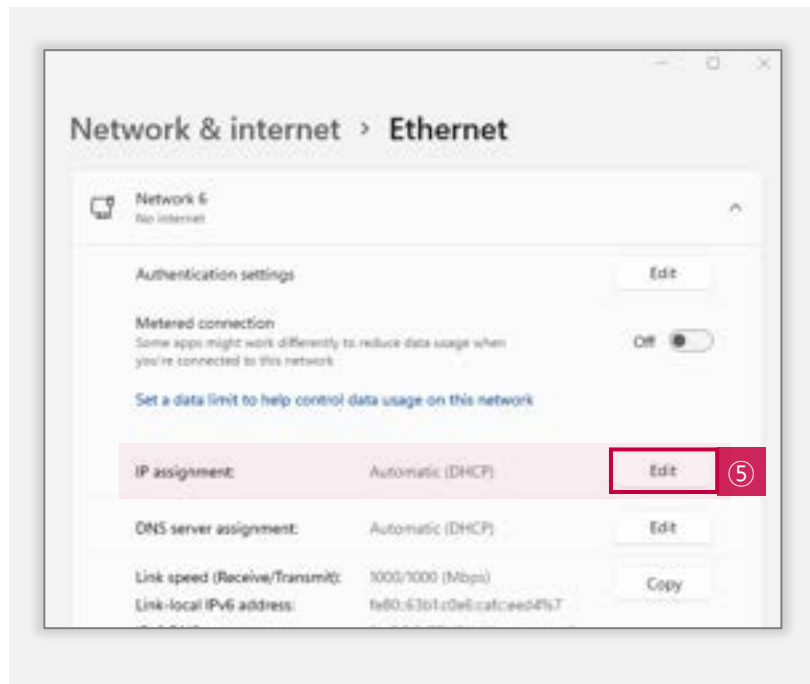 Network & internet > Ethernet
Network 6
No internet
Authentication settings
Edit
Metered connection
Some apps might work differently to reduce data usage when
you're connected to this network
Off
Set a data limit to help control data usage on this network
IP assignment:
Automatic (DHCP)
Edit
⑤
DNS server assignment:
Automatic (DHCP)
Edit
Link speed (Receive/Transmit):
1000/1000 (Mbps)
Copy
Link-local IPv6 address: